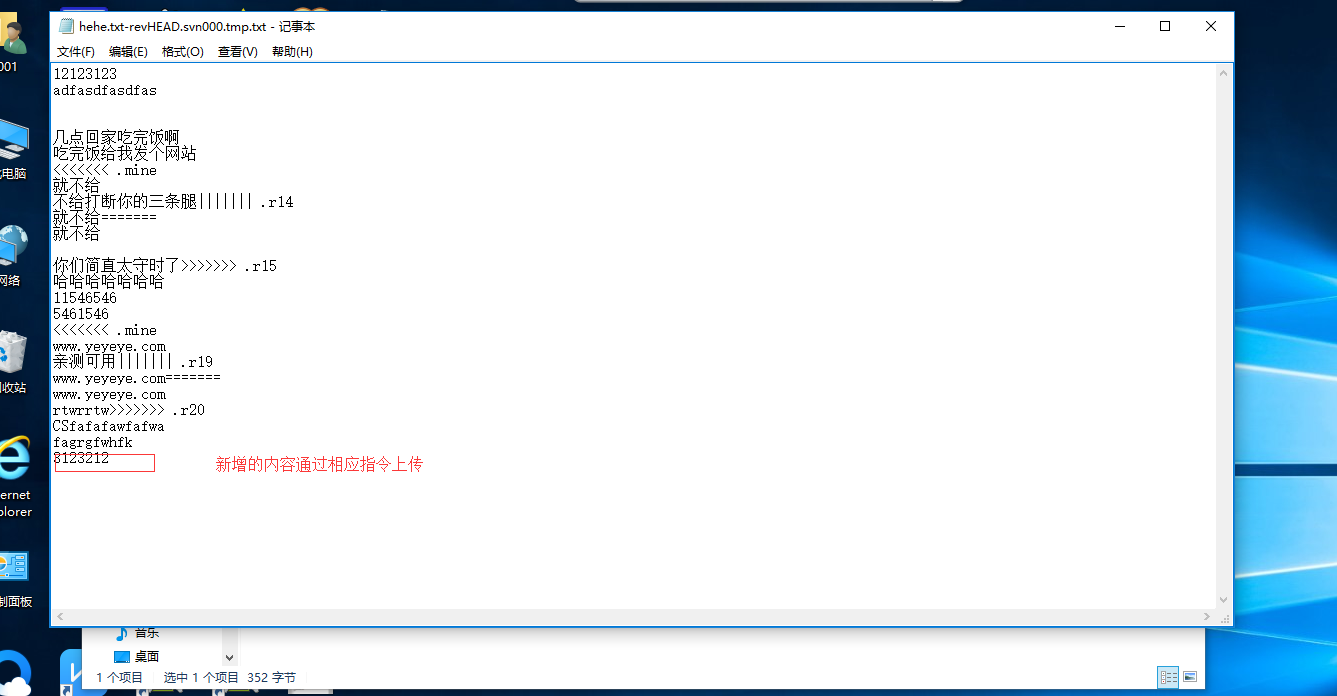 hehe.txt-revHEAD.svn000.tmp.txt - 记事本
文件(F) 编辑(E) 格式(O) 查看(V) 帮助(H)
12123123
adfasdfasdfas
几点回家吃完饭啊
吃完饭给我发个网站
<<<<<<< .mine
就不给
不给打断你的三条腿||||||| .r14
就不给=======
就不给
你们简直太守时了>>>>>>> .r15
哈哈哈哈哈哈哈
11546546
5461546
<<<<<<< .mine
www.yeyeye.com
亲测可用||||||| .r19
www.yeyeye.com=======
www.yeyeye.com
rtwrrtw>>>>>>> .r20
CSfafafawfafwa
fagrgfwhfk
3123212
新增的内容通过相应指令上传
001
电脑
网络
收站
ernet
plorer
制面板
音乐
桌面
1 个项目 选中 1 个项目 352 字节